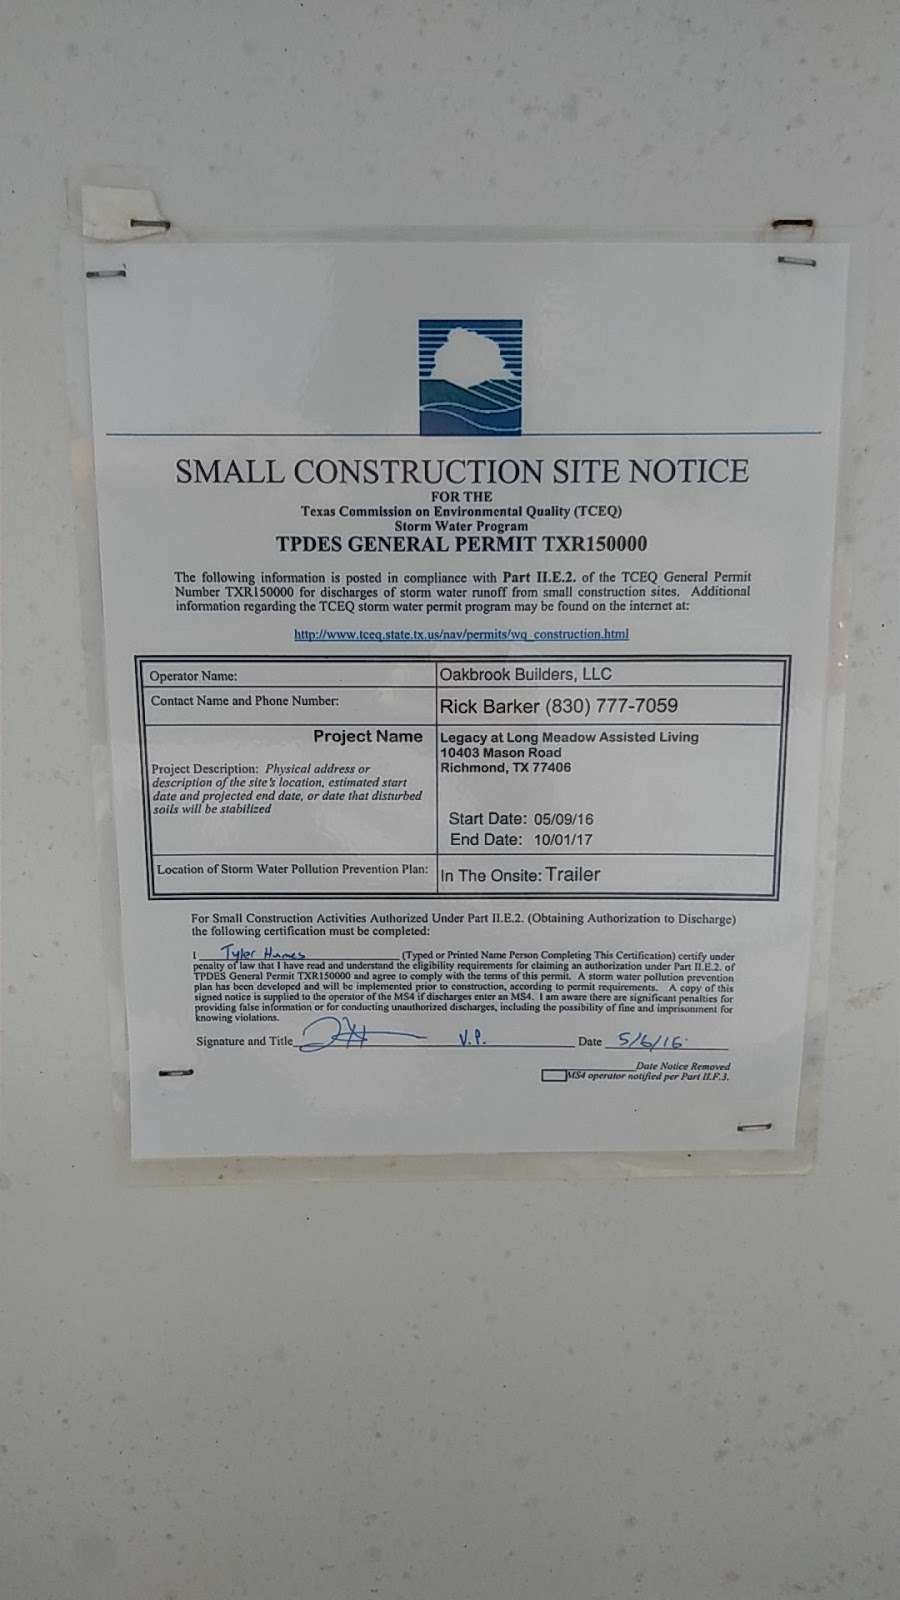 SMALL CONSTRUCTION SITE NOTICE
FOR THE
Texas Commission on Environmental Quality (TCEQ)
Storm Water Program
TPDES GENERAL PERMIT TXR150000
The following information is posted in compliance with Part II.E.2. of the TCEQ General Permit
Number TXR150000 for discharges of storm water runoff from small construction sites. Additional
information regarding the TCEQ storm water permit program may be found on the internet at:
http://www.tceq.state.tx.us/nav/permits/wq_construction.html
Operator Name: Oakbrook Builders, LLC
Contact Name and Phone Number: Rick Barker (830) 777-7059
Project Name Legacy at Long Meadow Assisted Living
10403 Mason Road
Project Description: Physical address or Richmond, TX 77406
description of the site's location, estimated start
date and projected end date, or date that disturbed
soils will be stabilized
Start Date: 05/09/16
End Date: 10/01/17
Location of Storm Water Pollution Prevention Plan: In The Onsite: Trailer
For Small Construction Activities Authorized Under Part II.E.2. (Obtaining Authorization to Discharge)
the following certification must be completed:
I Tyler (Typed or Printed Name Person Completing This Certification) certify under
penalty of law that I have read and understand the eligibility requirements for claiming an authorization under Part II.E.2. of
TPDES General Permit TXR150000 and agree to comply with the terms of this permit. A storm water pollution prevention
plan has been developed and will be implemented prior to construction, according to permit requirements. A copy of this
signed notice is supplied to the operator of the MS4 if discharges enter an MS4. I am aware there are significant penalties for
providing false information or for conducting unauthorized discharges, including the possibility of fine and imprisonment for
knowing violations.
Signature and Title V.P. Date 5/6/16
Date Notice Removed
MS4 operator notified per Part II.F.3.